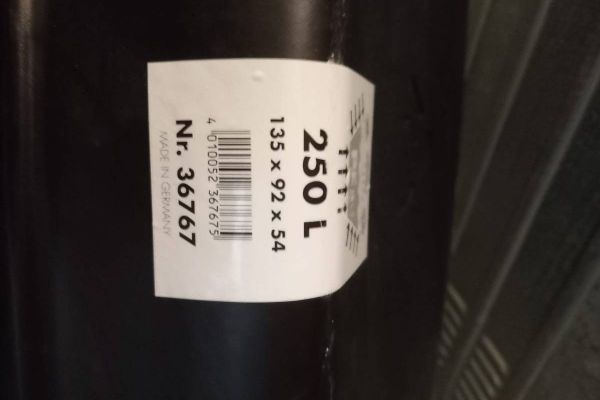 250 L
135 x 92 x 54
4 010052 367675
Nr. 36767
MADE IN GERMANY